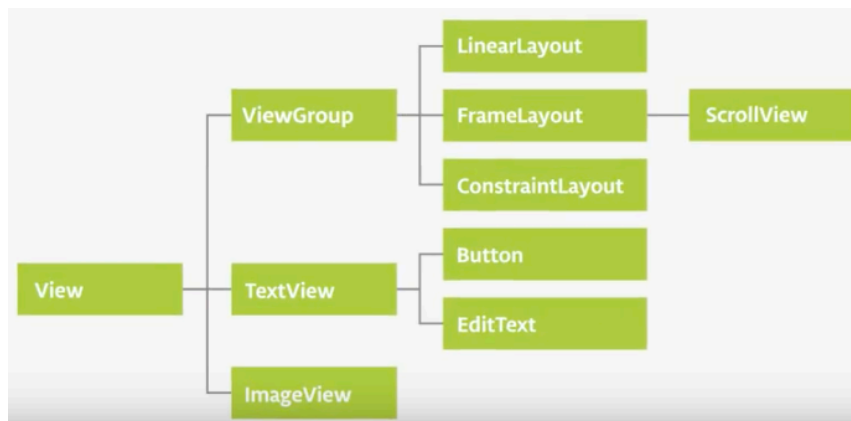 LinearLayout
ViewGroup
FrameLayout
ScrollView
ConstraintLayout
Button
View
TextView
EditText
ImageView